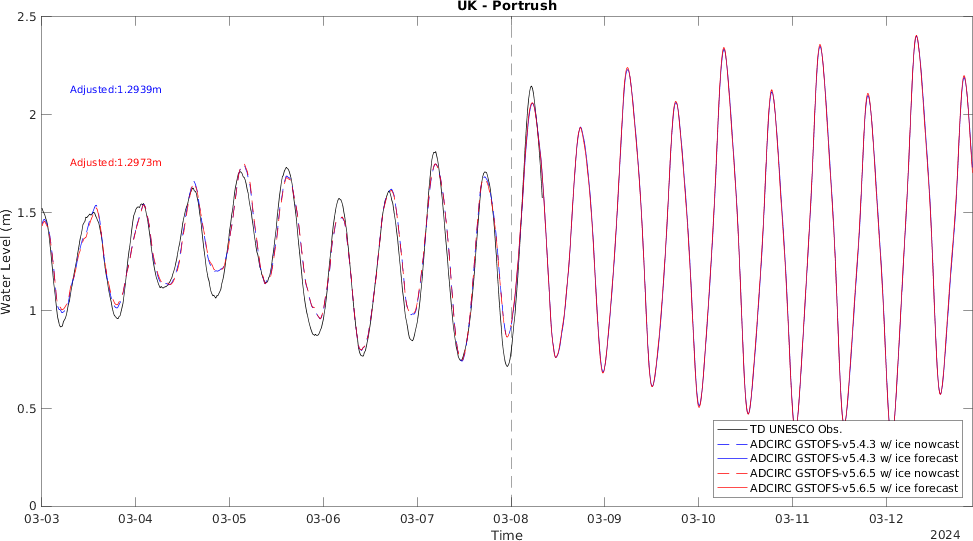 UK - Portrush
2.5
2
1.5
1
0.5
0
Water Level (m)
Adjusted:1.2939m
Adjusted:1.2973m
TD UNESCO Obs.
ADCIRC GSTOFS-v5.4.3 w/ ice nowcast
ADCIRC GSTOFS-v5.4.3 w/ ice forecast
ADCIRC GSTOFS-v5.6.5 w/ ice nowcast
ADCIRC GSTOFS-v5.6.5 w/ ice forecast
03-03 03-04 03-05 03-06 03-07 03-08 03-09 03-10 03-11 03-12
Time
2024